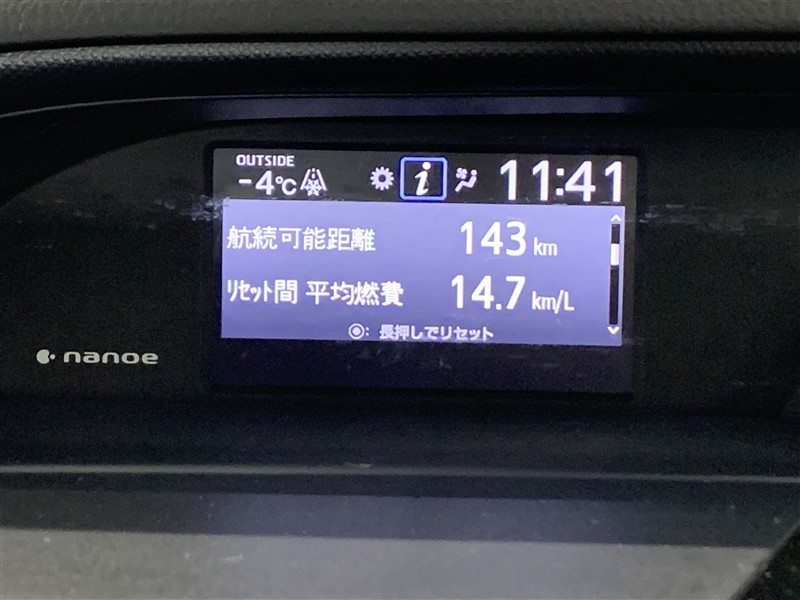 OUTSIDE
-4℃ i 11:41
航続可能距離 143 km
ﾘｾｯﾄ間 平均燃費 14.7 km/L
◉: 長押しでリセット
nanoe